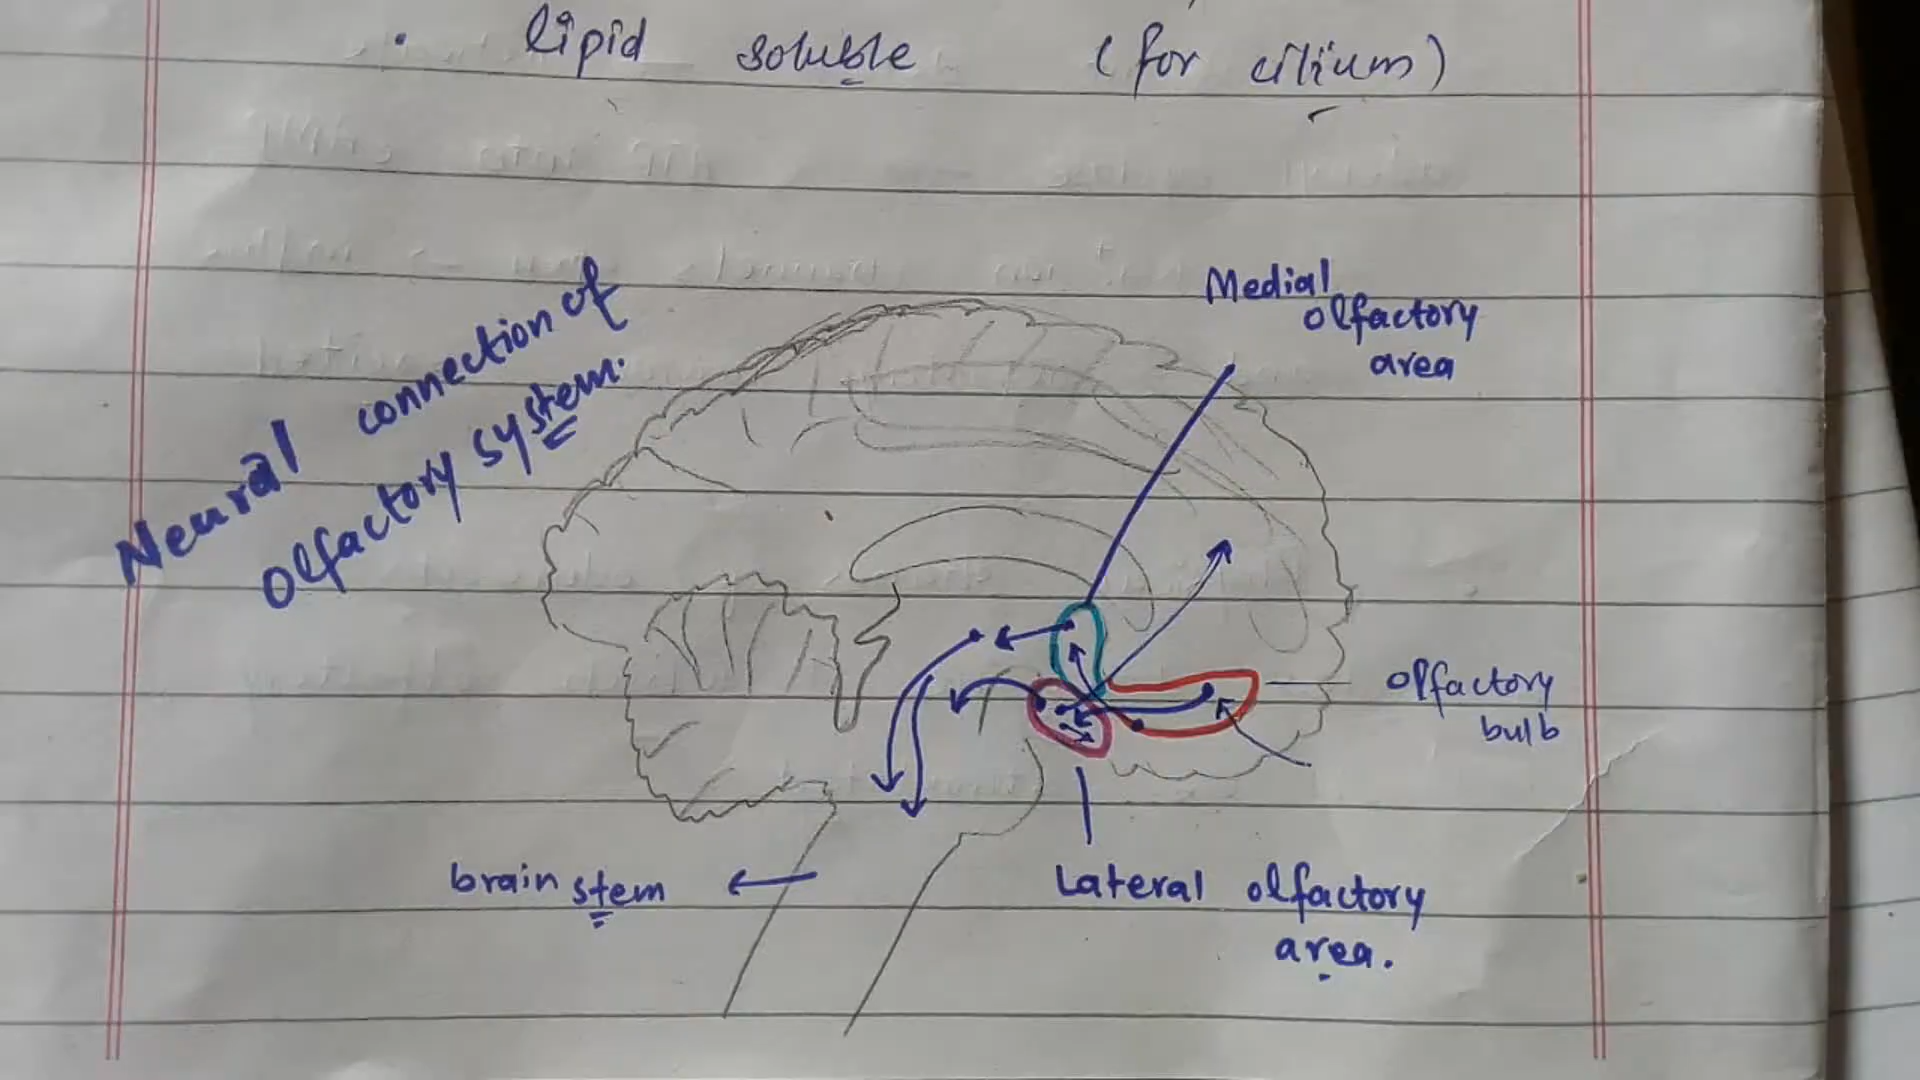 • lipid soluble (for cilium)
Neural connection of
olfactory system.
Medial
olfactory
area
olfactory
bulb
brain stem
Lateral olfactory
area.